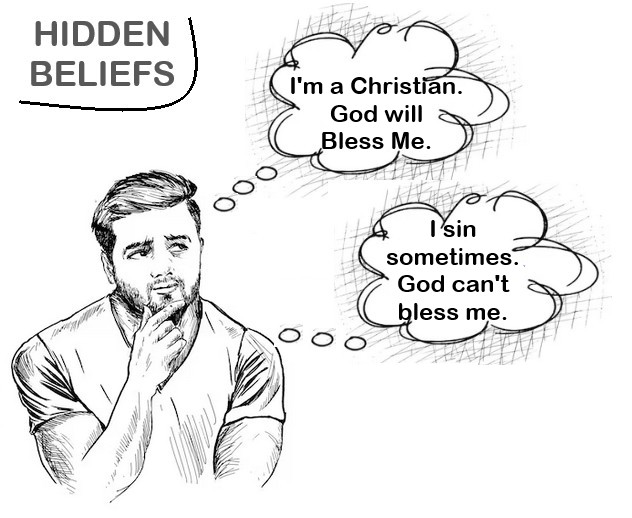 HIDDEN
BELIEFS
I'm a Christian.
God will
Bless Me.
I sin
sometimes.
God can't
bless me.